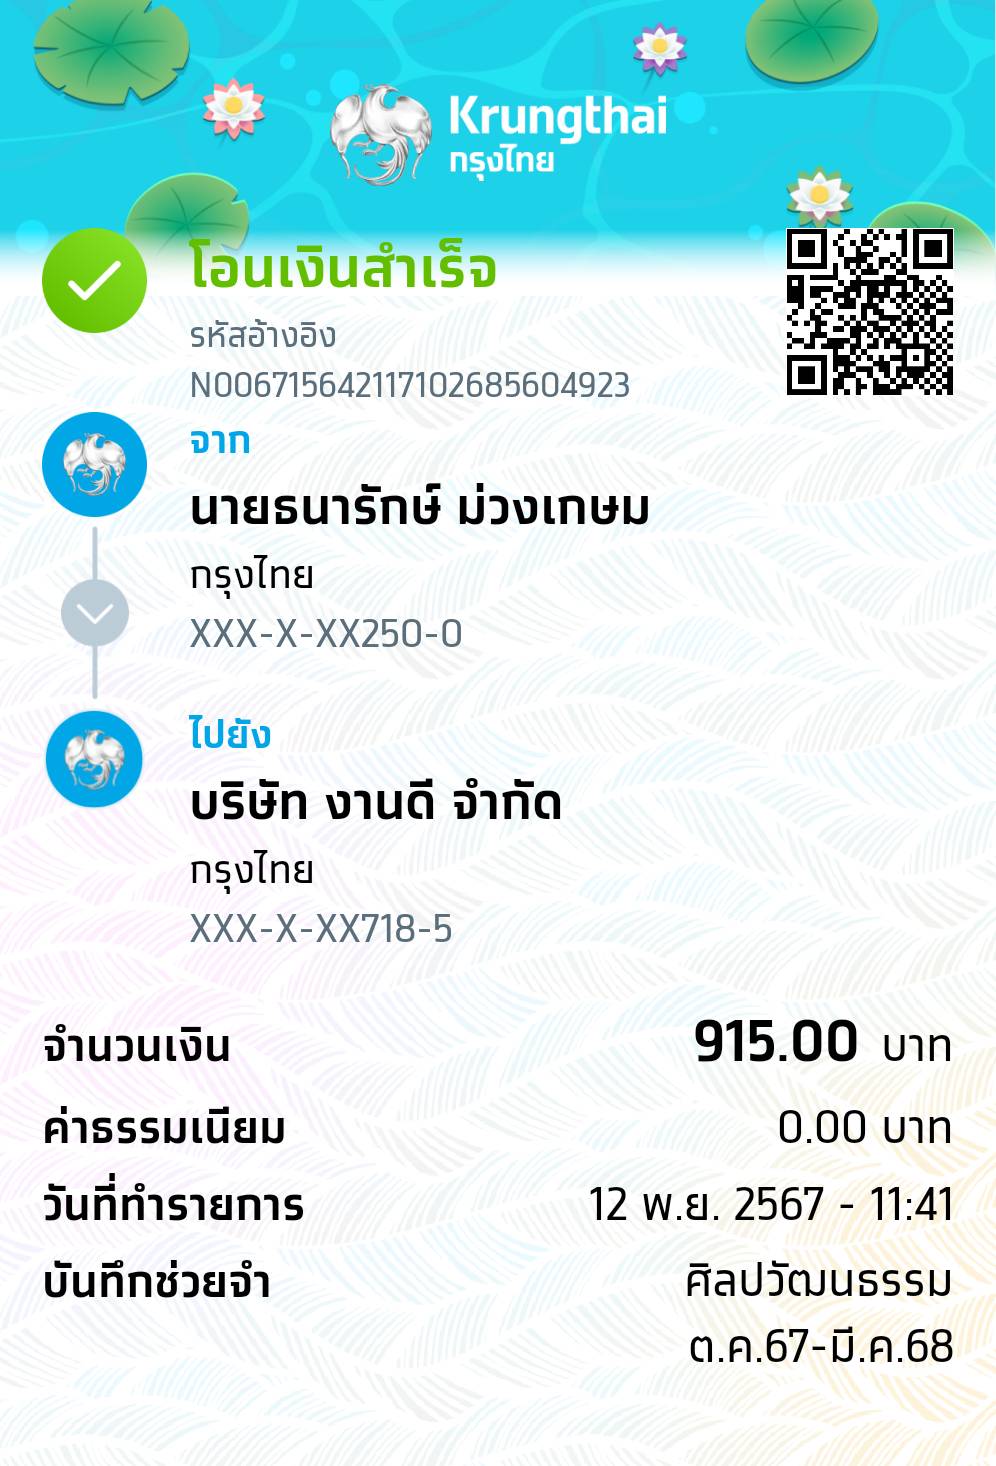 Krungthai
กรุงไทย
โอนเงินสำเร็จ
รหัสอ้างอิง
N006715642117102685604923
จาก
นายธนารักษ์ ม่วงเกษม
กรุงไทย
XXX-X-XX250-0
ไปยัง
บริษัท งานดี จำกัด
กรุงไทย
XXX-X-XX718-5
จำนวนเงิน 915.00 บาท
ค่าธรรมเนียม 0.00 บาท
วันที่ทำรายการ 12 พ.ย. 2567 - 11:41
บันทึกช่วยจำ ศิลปวัฒนธรรม
ต.ค.67-มี.ค.68